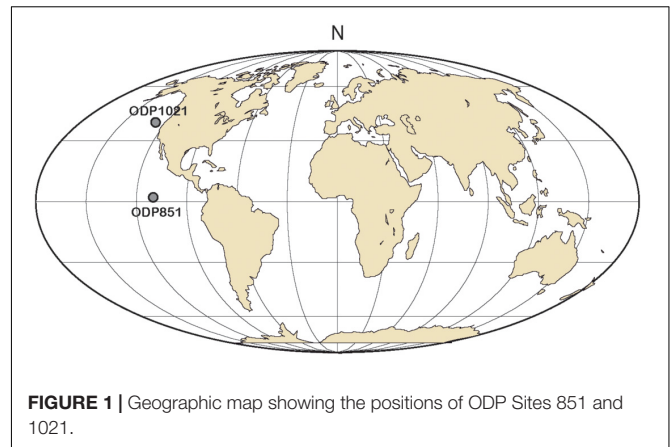 N
ODP1021
ODP851
FIGURE 1 | Geographic map showing the positions of ODP Sites 851 and
1021.